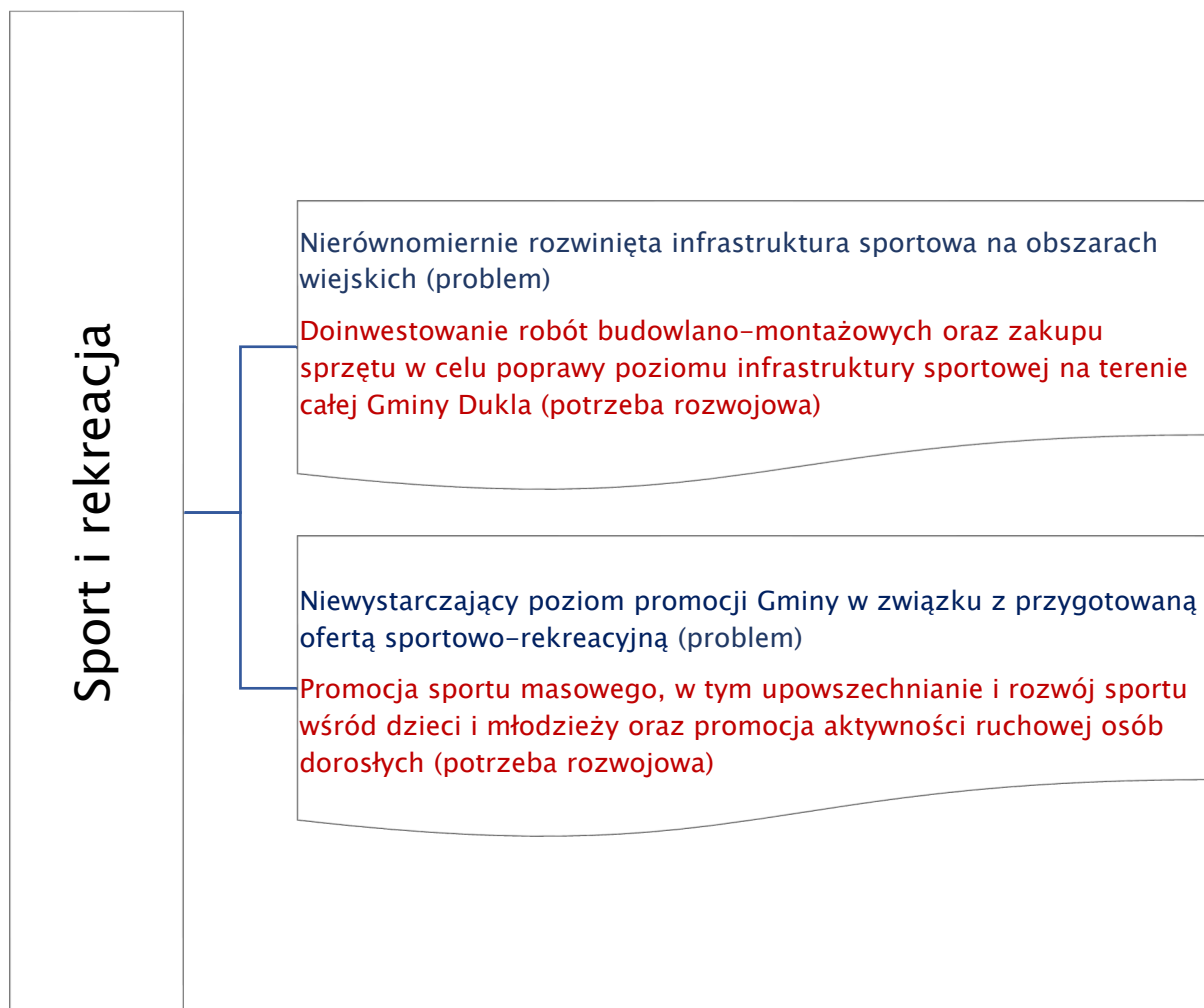 Sport i rekreacja
Nierównomiernie rozwinięta infrastruktura sportowa na obszarach
wiejskich (problem)
Doinwestowanie robót budowlano-montażowych oraz zakupu
sprzętu w celu poprawy poziomu infrastruktury sportowej na terenie
całej Gminy Dukla (potrzeba rozwojowa)
Niewystarczający poziom promocji Gminy w związku z przygotowaną
ofertą sportowo-rekreacyjną (problem)
Promocja sportu masowego, w tym upowszechnianie i rozwój sportu
wśród dzieci i młodzieży oraz promocja aktywności ruchowej osób
dorosłych (potrzeba rozwojowa)